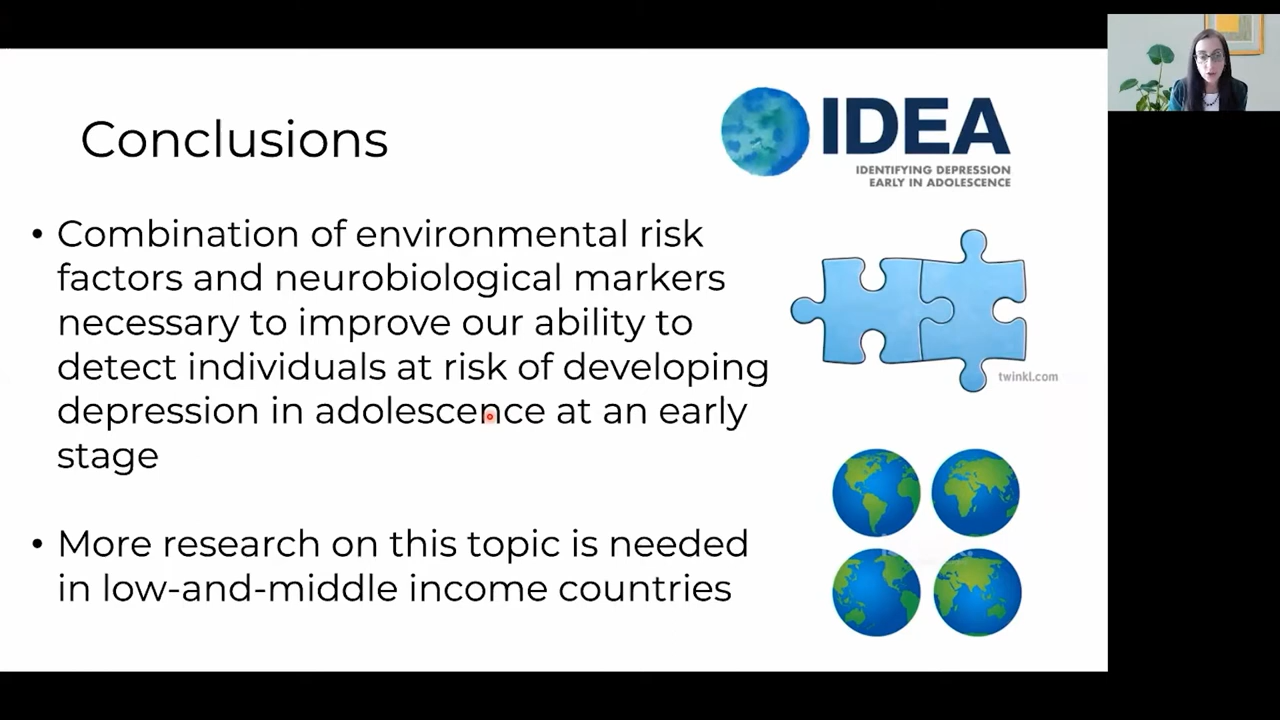 Conclusions
IDEA
IDENTIFYING DEPRESSION
EARLY IN ADOLESCENCE
• Combination of environmental risk
factors and neurobiological markers
necessary to improve our ability to
detect individuals at risk of developing
depression in adolescence at an early
stage
twinkl.com
• More research on this topic is needed
in low-and-middle income countries